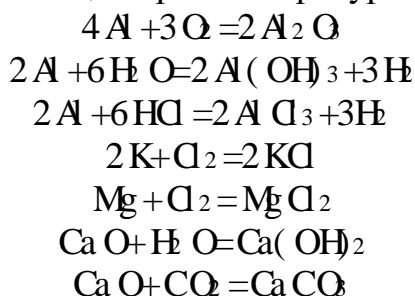 4Al+3O₂=2Al₂O₃
2Al+6H₂O=2Al(OH)₃+3H₂
2Al+6HCl=2AlCl₃+3H₂
2K+Cl₂=2KCl
Mg+Cl₂=MgCl₂
CaO+H₂O=Ca(OH)₂
CaO+CO₂=CaCO₃